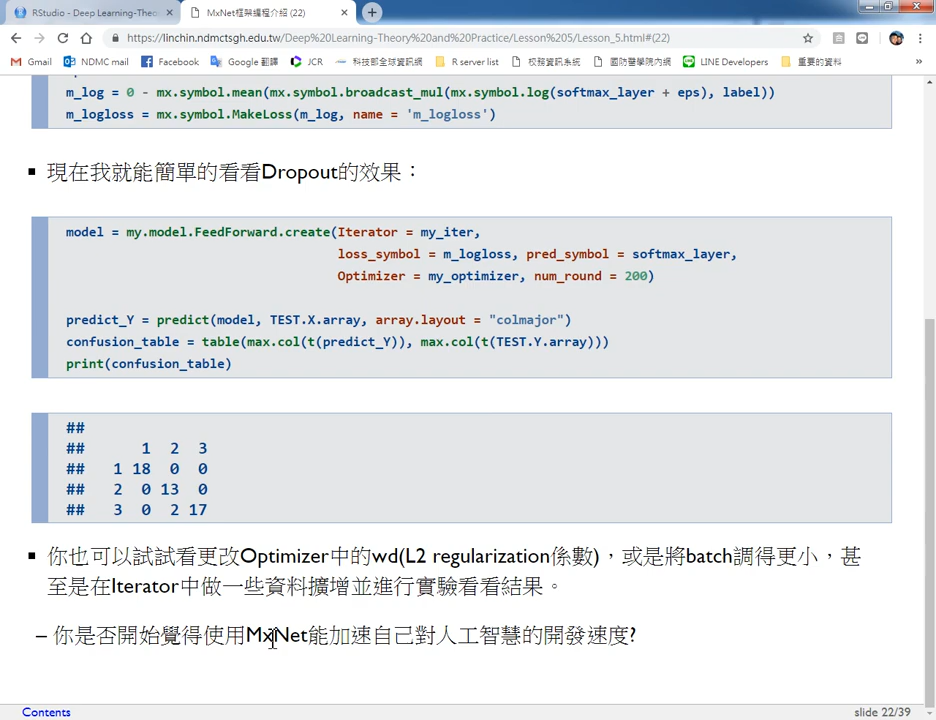 RStudio - Deep Learning-Theo
MxNet框架編程介紹 (22)
https://linchin.ndmctsgh.edu.tw/Deep%20Learning-Theory%20and%20Practice/Lesson%205/Lesson_5.html#(22)
Gmail NDMC mail Facebook Google 翻譯 JCR 科技部全球資訊網 R server list 校務資訊系統 國防醫學院內網 LINE Developers 重要的資料 »
m_log = 0 - mx.symbol.mean(mx.symbol.broadcast_mul(mx.symbol.log(softmax_layer + eps), label))
m_logloss = mx.symbol.MakeLoss(m_log, name = 'm_logloss')
▪ 現在我就能簡單的看看Dropout的效果：
model = my.model.FeedForward.create(Iterator = my_iter,
loss_symbol = m_logloss, pred_symbol = softmax_layer,
Optimizer = my_optimizer, num_round = 200)
predict_Y = predict(model, TEST.X.array, array.layout = "colmajor")
confusion_table = table(max.col(t(predict_Y)), max.col(t(TEST.Y.array)))
print(confusion_table)
##
## 1 2 3
## 1 18 0 0
## 2 0 13 0
## 3 0 2 17
▪ 你也可以試試看更改Optimizer中的wd(L2 regularization係數)，或是將batch調得更小，甚
至是在Iterator中做一些資料擴增並進行實驗看看結果。
– 你是否開始覺得使用MxNet能加速自己對人工智慧的開發速度?
Contents
slide 22/39